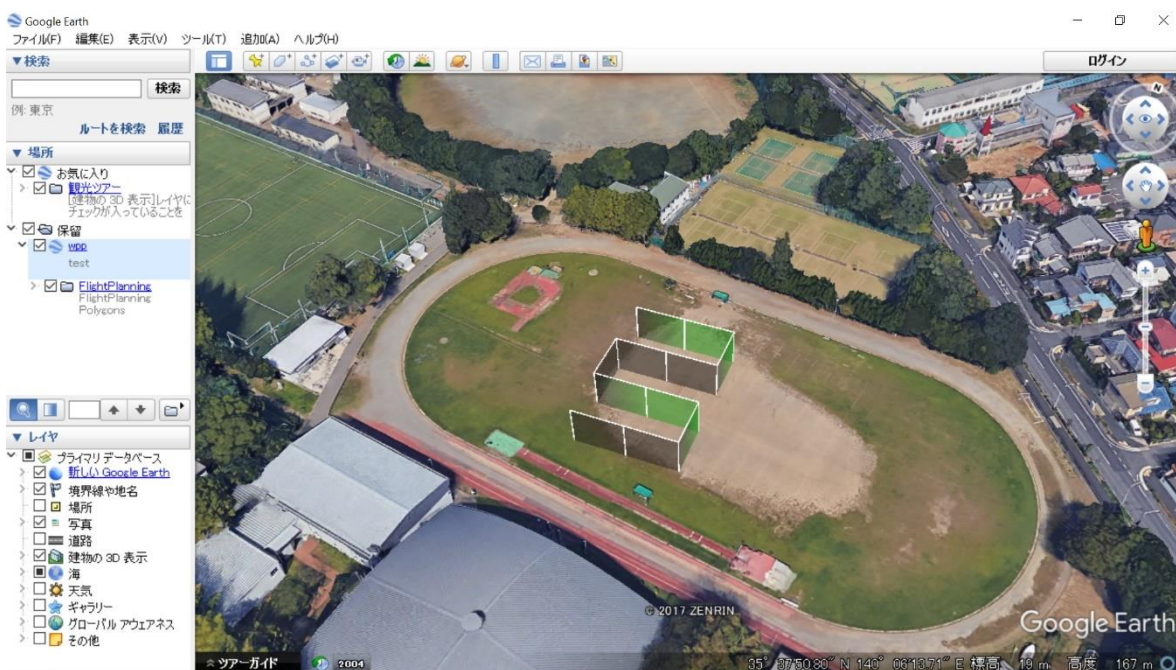 Google Earth
ファイル(F) 編集(E) 表示(V) ツール(T) 追加(A) ヘルプ(H)
▼検索
ログイン
検索
例: 東京
ルートを検索 履歴
▼ 場所
お気に入り
観光ツアー
[建物の 3D 表示]レイヤに
チェックが入っていることを
保留
wpp
test
FlightPlanning
FlightPlanning
Polygons
▼ レイヤ
プライマリ データベース
新しい Google Earth
境界線や地名
場所
写真
道路
建物の 3D 表示
海
天気
ギャラリー
グローバル アウェアネス
その他
N
© 2017 ZENRIN
Google Earth
ツアーガイド
2004
35° 37'50.80" N 140° 06'13.71" E 標高 19 m 高度 167 m